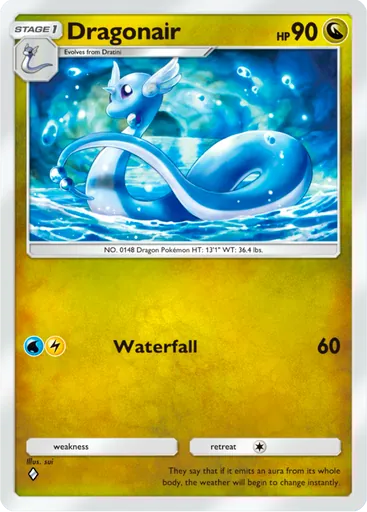 STAGE 1
Dragonair
HP 90
Evolves from Dratini
NO. 0148 Dragon Pokémon HT: 13'1" WT: 36.4 lbs.
Waterfall 60
weakness
retreat
Illus. sui
They say if it emits an aura from its whole
body, the weather will begin to change instantly.